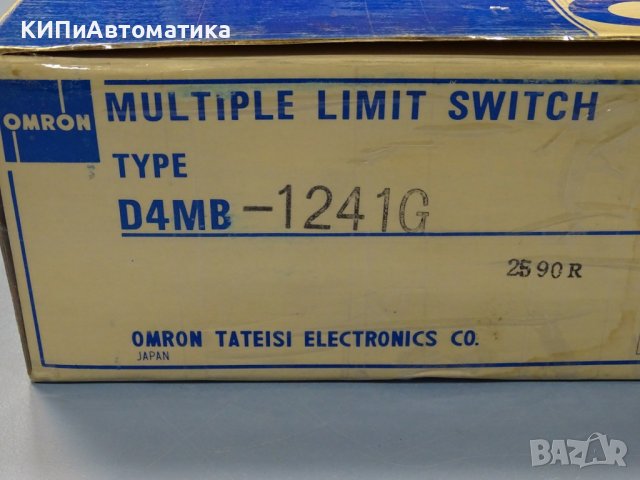 КИПиАвтоматика
OMRON
MULTIPLE LIMIT SWITCH
TYPE
D4MB -1241G
2590R
OMRON TATEISI ELECTRONICS CO.
JAPAN
BAZAR